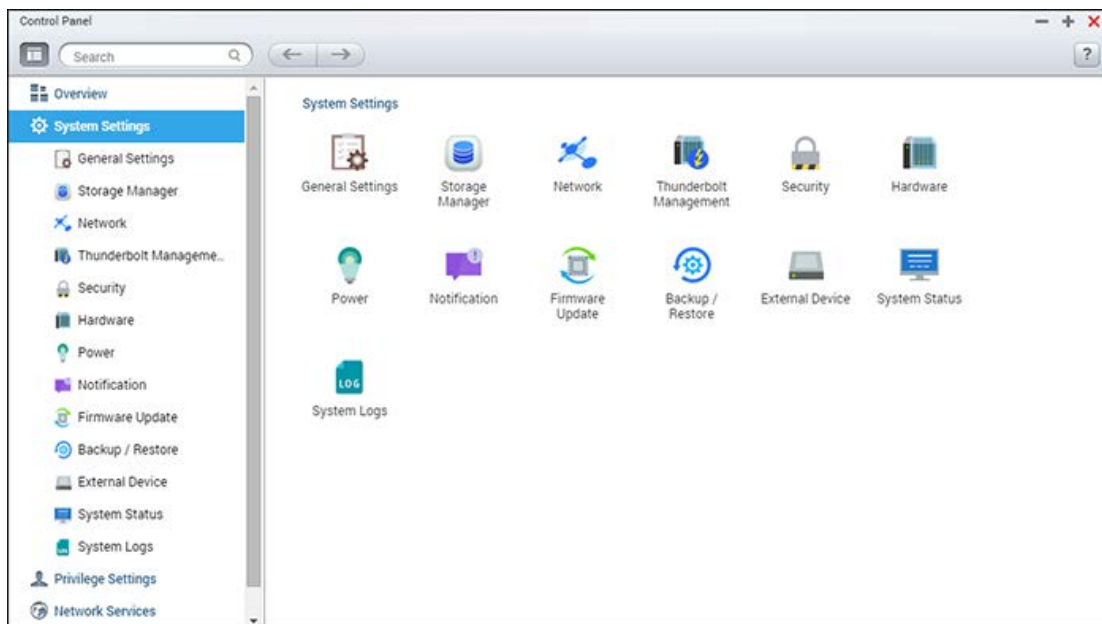 Control Panel
Search
?
Overview
System Settings
General Settings
Storage Manager
Network
Thunderbolt Manageme...
Security
Hardware
Power
Notification
Firmware Update
Backup / Restore
External Device
System Status
System Logs
Privilege Settings
Network Services
System Settings
General Settings
Storage
Manager
Network
Thunderbolt
Management
Security
Hardware
Power
Notification
Firmware
Update
Backup /
Restore
External Device
System Status
LOG
System Logs